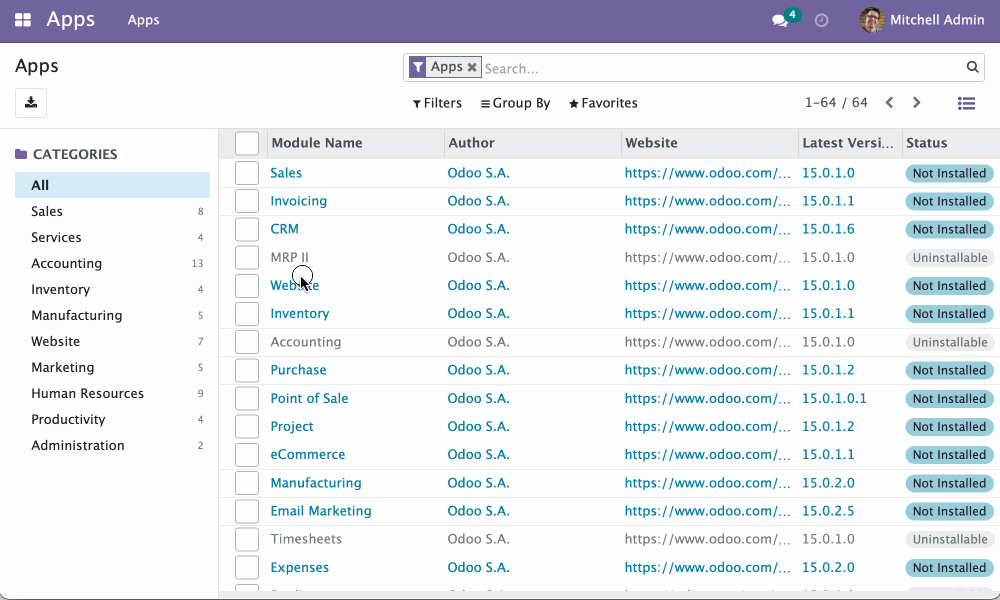 Apps Apps 4 Mitchell Admin
Apps
Apps Search...
Filters Group By Favorites 1-64 / 64
CATEGORIES
All
Sales 8
Services 4
Accounting 13
Inventory 4
Manufacturing 5
Website 7
Marketing 5
Human Resources 9
Productivity 4
Administration 2
Module Name Author Website Latest Versi... Status
Sales Odoo S.A. https://www.odoo.com/... 15.0.1.0 Not Installed
Invoicing Odoo S.A. https://www.odoo.com/... 15.0.1.1 Not Installed
CRM Odoo S.A. https://www.odoo.com/... 15.0.1.6 Not Installed
MRP II Odoo S.A. https://www.odoo.com/... 15.0.1.0 Uninstallable
Website Odoo S.A. https://www.odoo.com/... 15.0.1.0 Not Installed
Inventory Odoo S.A. https://www.odoo.com/... 15.0.1.1 Not Installed
Accounting Odoo S.A. https://www.odoo.com/... 15.0.1.0 Uninstallable
Purchase Odoo S.A. https://www.odoo.com/... 15.0.1.2 Not Installed
Point of Sale Odoo S.A. https://www.odoo.com/... 15.0.1.0.1 Not Installed
Project Odoo S.A. https://www.odoo.com/... 15.0.1.2 Not Installed
eCommerce Odoo S.A. https://www.odoo.com/... 15.0.1.1 Not Installed
Manufacturing Odoo S.A. https://www.odoo.com/... 15.0.2.0 Not Installed
Email Marketing Odoo S.A. https://www.odoo.com/... 15.0.2.5 Not Installed
Timesheets Odoo S.A. https://www.odoo.com/... 15.0.1.0 Uninstallable
Expenses Odoo S.A. https://www.odoo.com/... 15.0.2.0 Not Installed